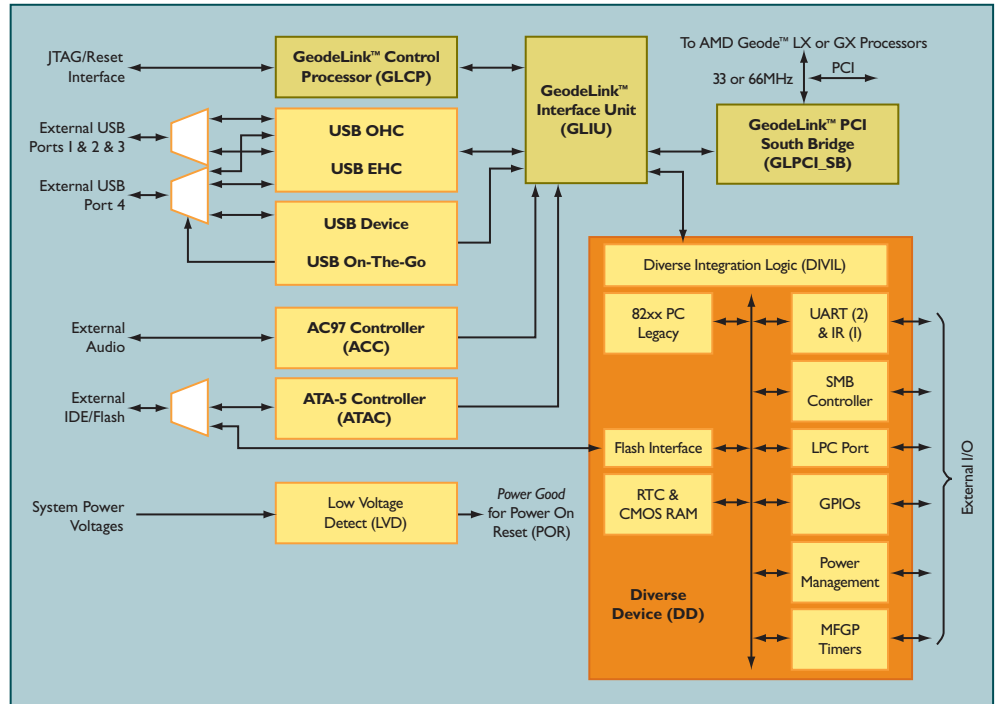 JTAG/Reset
Interface
GeodeLink™ Control
Processor (GLCP)
GeodeLink™
Interface Unit
(GLIU)
To AMD Geode™ LX or GX Processors
33 or 66MHz
PCI
GeodeLink™ PCI
South Bridge
(GLPCI_SB)
External USB
Ports 1 & 2 & 3
External USB
Port 4
USB OHC
USB EHC
USB Device
USB On-The-Go
External
Audio
AC97 Controller
(ACC)
External
IDE/Flash
ATA-5 Controller
(ATAC)
System Power
Voltages
Low Voltage
Detect (LVD)
Power Good
for Power On
Reset (POR)
Diverse Integration Logic (DIVIL)
82xx PC
Legacy
UART (2)
& IR (1)
SMB
Controller
Flash Interface
LPC Port
RTC &
CMOS RAM
GPIOs
Power
Management
MFGP
Timers
Diverse
Device (DD)
External I/O